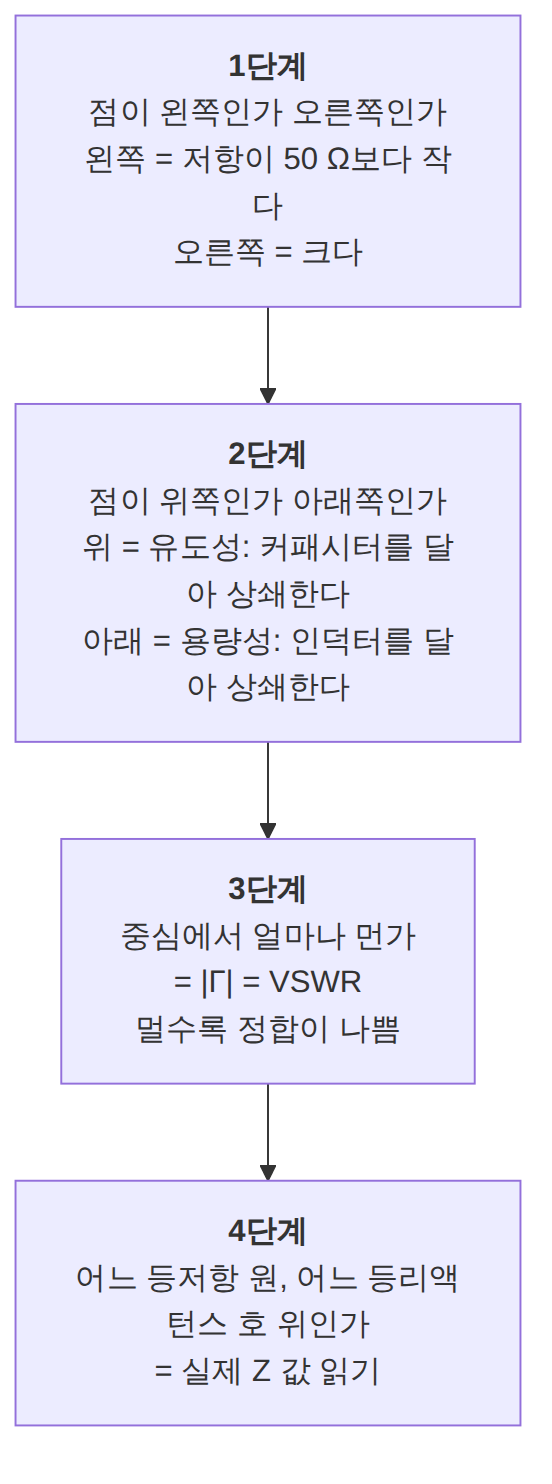 1단계
점이 왼쪽인가 오른쪽인가
왼쪽 = 저항이 50 Ω보다 작
다
오른쪽 = 크다
2단계
점이 위쪽인가 아래쪽인가
위 = 유도성: 커패시터를 달
아 상쇄한다
아래 = 용량성: 인덕터를 달
아 상쇄한다
3단계
중심에서 얼마나 먼가
= |Γ| = VSWR
멀수록 정합이 나쁨
4단계
어느 등저항 원, 어느 등리액
턴스 호 위인가
= 실제 Z 값 읽기